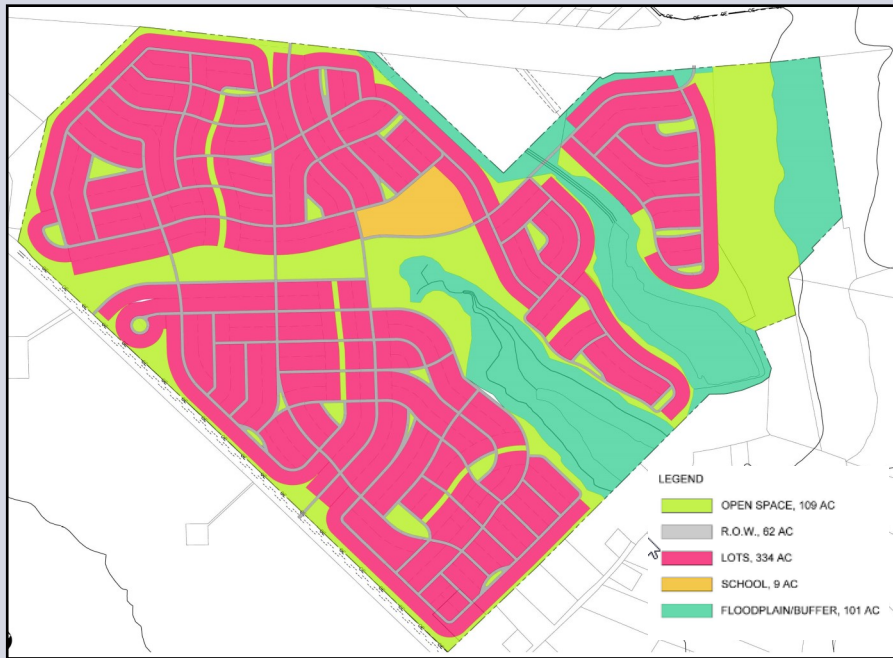 LEGEND
OPEN SPACE, 109 AC
R.O.W., 62 AC
LOTS, 334 AC
SCHOOL, 9 AC
FLOODPLAIN/BUFFER, 101 AC